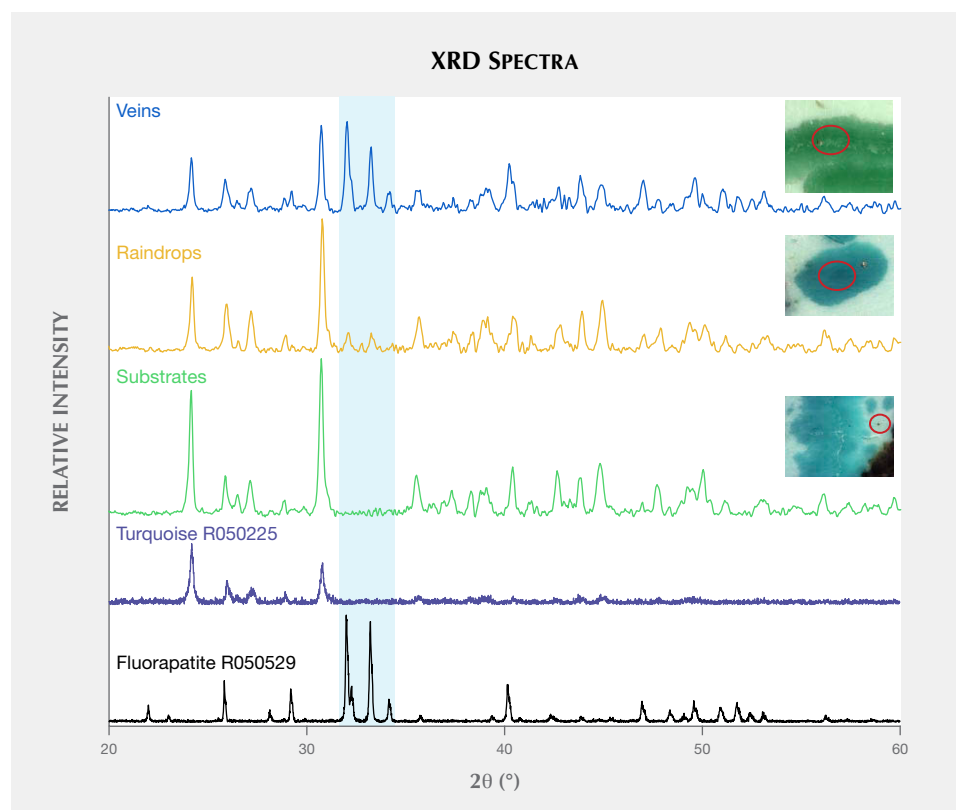 XRD SPECTRA
Veins
Raindrops
Substrates
Turquoise R050225
Fluorapatite R050529
RELATIVE INTENSITY
20 30 40 50 60
2θ (°)